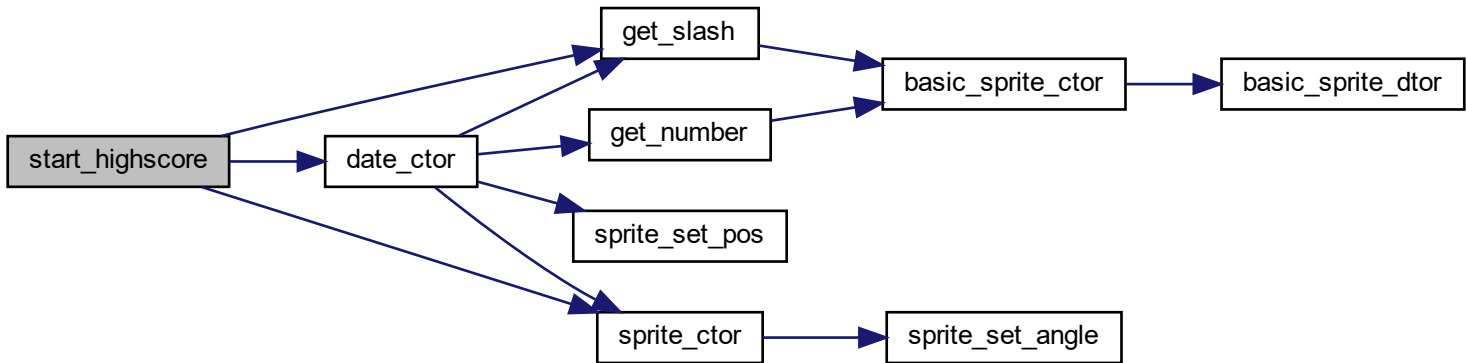 get_slash
basic_sprite_ctor
basic_sprite_dtor
get_number
start_highscore
date_ctor
sprite_set_pos
sprite_ctor
sprite_set_angle